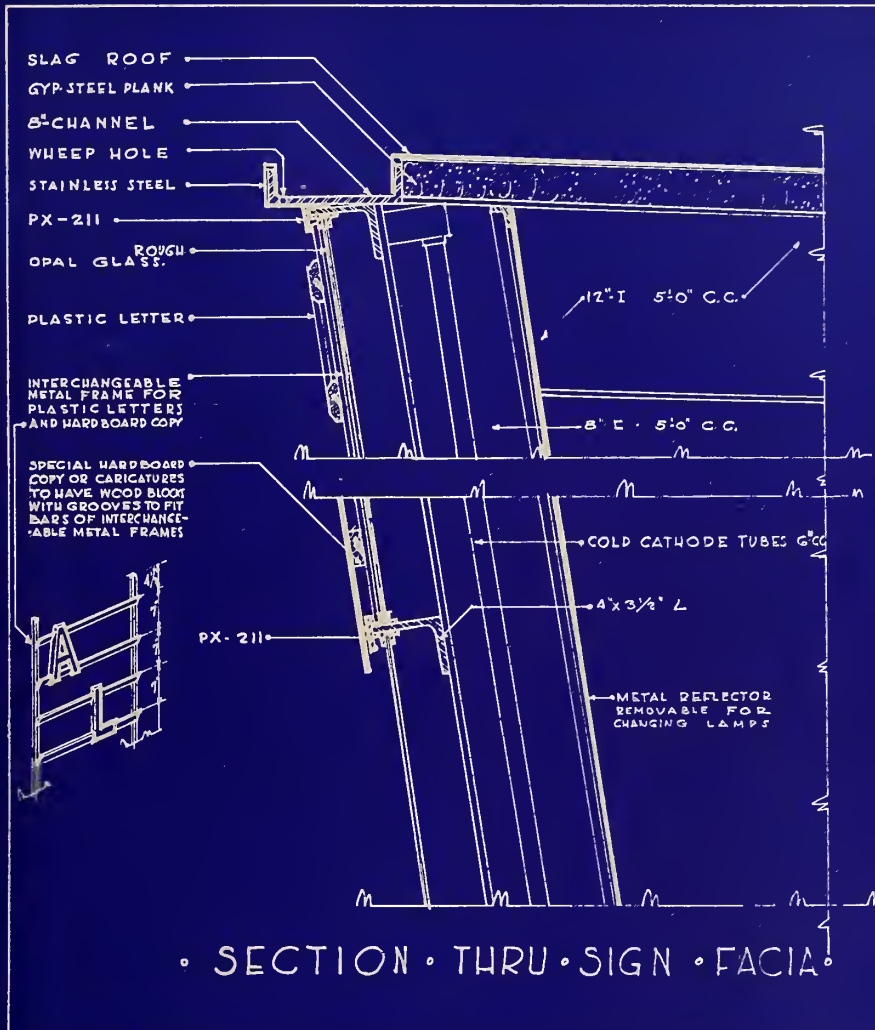 SLAG ROOF
GYP-STEEL PLANK
8"-CHANNEL
WHEEP HOLE
STAINLESS STEEL
PX-211
ROUGH
OPAL GLASS.
PLASTIC LETTER
INTERCHANGEABLE
METAL FRAME FOR
PLASTIC LETTERS
AND HARDBOARD COPY
SPECIAL HARDBOARD
COPY OR CARICATURES
TO HAVE WOOD BLOCK
WITH GROOVES TO FIT
BARS OF INTERCHANGE-
-ABLE METAL FRAMES
A
L
PX-211
12"-I 5'-0" C.C.
8" [ - 5'-0" C.C.
COLD CATHODE TUBES 6"CC
4" x 3 1/2" L
METAL REFLECTOR
REMOVABLE FOR
CHANGING LAMPS
• SECTION • THRU • SIGN • FACIA •